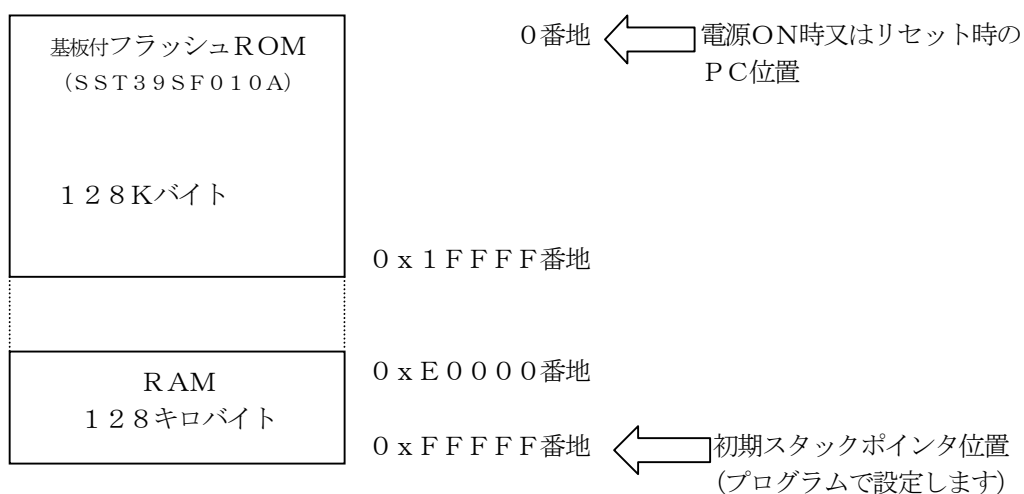 基板付フラッシュＲＯＭ
（ＳＳＴ３９ＳＦ０１０Ａ）
１２８Ｋバイト
０番地
電源ＯＮ時又はリセット時の
ＰＣ位置
０ｘ１ＦＦＦＦ番地
ＲＡＭ
１２８キロバイト
０ｘＥ００００番地
０ｘＦＦＦＦＦ番地
初期スタックポインタ位置
（プログラムで設定します）